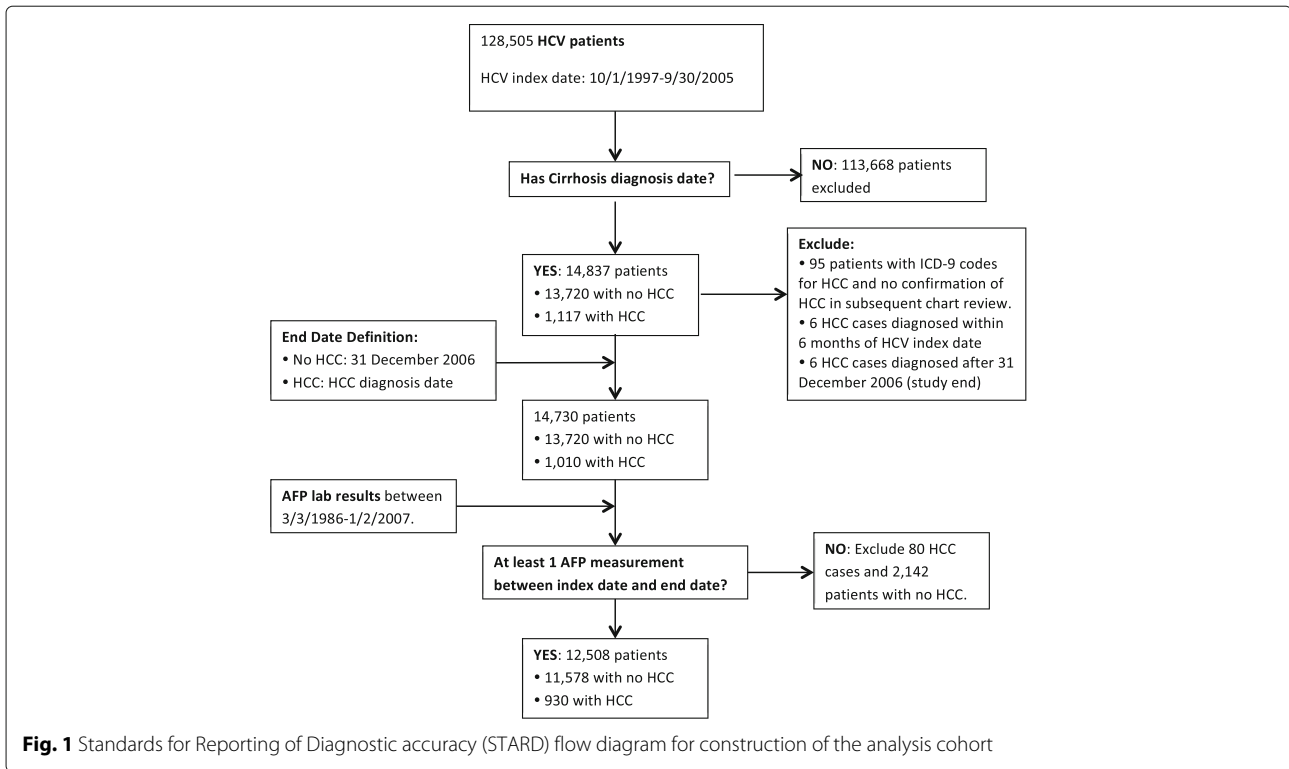 128,505 HCV patients
HCV index date: 10/1/1997-9/30/2005
Has Cirrhosis diagnosis date?
NO: 113,668 patients
excluded
YES: 14,837 patients
• 13,720 with no HCC
• 1,117 with HCC
Exclude:
• 95 patients with ICD-9 codes
for HCC and no confirmation of
HCC in subsequent chart review.
• 6 HCC cases diagnosed within
6 months of HCV index date
• 6 HCC cases diagnosed after 31
December 2006 (study end)
End Date Definition:
• No HCC: 31 December 2006
• HCC: HCC diagnosis date
14,730 patients
• 13,720 with no HCC
• 1,010 with HCC
AFP lab results between
3/3/1986-1/2/2007.
At least 1 AFP measurement
between index date and end date?
NO: Exclude 80 HCC
cases and 2,142
patients with no HCC.
YES: 12,508 patients
• 11,578 with no HCC
• 930 with HCC
Fig. 1 Standards for Reporting of Diagnostic accuracy (STARD) flow diagram for construction of the analysis cohort